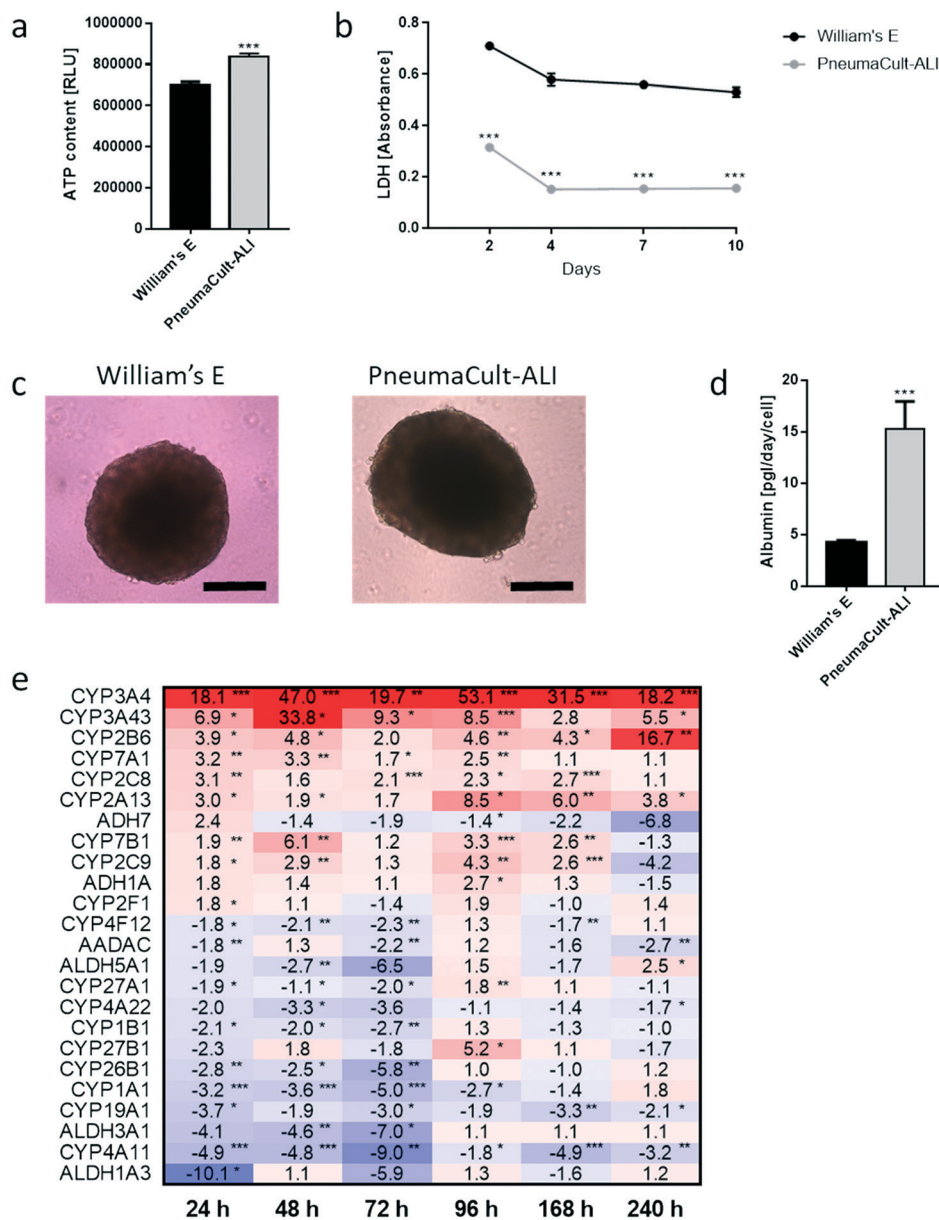 a
ATP content [RLU]
1000000
800000
600000
400000
200000
0
***
William's E
PneumaCult-ALI
b
LDH [Absorbance]
0.8
0.6
0.4
0.2
0.0
*** *** *** ***
2 4 7 10
Days
William's E
PneumaCult-ALI
c
William's E
PneumaCult-ALI
d
Albumin [pgl/day/cell]
20
15
10
5
0
***
William's E
PneumaCult-ALI
e
CYP3A4 18.1 *** 47.0 *** 19.7 ** 53.1 *** 31.5 *** 18.2 ***
CYP3A43 6.9 * 33.8 * 9.3 * 8.5 *** 2.8 5.5 *
CYP2B6 3.9 * 4.8 * 2.0 4.6 ** 4.3 * 16.7 **
CYP7A1 3.2 ** 3.3 ** 1.7 * 2.5 ** 1.1 1.1
CYP2C8 3.1 ** 1.6 2.1 *** 2.3 * 2.7 *** 1.1
CYP2A13 3.0 * 1.9 * 1.7 8.5 * 6.0 ** 3.8 *
ADH7 2.4 -1.4 -1.9 -1.4 * -2.2 -6.8
CYP7B1 1.9 ** 6.1 ** 1.2 3.3 *** 2.6 ** -1.3
CYP2C9 1.8 * 2.9 ** 1.3 4.3 ** 2.6 *** -4.2
ADH1A 1.8 1.4 1.1 2.7 * 1.3 -1.5
CYP2F1 1.8 * 1.1 -1.4 1.9 -1.0 1.4
CYP4F12 -1.8 * -2.1 ** -2.3 ** 1.3 -1.7 ** 1.1
AADAC -1.8 ** 1.3 -2.2 ** 1.2 -1.6 -2.7 **
ALDH5A1 -1.9 -2.7 ** -6.5 1.5 -1.7 2.5 *
CYP27A1 -1.9 * -1.1 * -2.0 * 1.8 ** 1.1 -1.1
CYP4A22 -2.0 -3.3 * -3.6 -1.1 -1.4 -1.7 *
CYP1B1 -2.1 * -2.0 * -2.7 ** 1.3 -1.3 -1.0
CYP27B1 -2.3 1.8 -1.8 5.2 * 1.1 -1.7
CYP26B1 -2.8 ** -2.5 * -5.8 ** 1.0 -1.0 1.2
CYP1A1 -3.2 *** -3.6 *** -5.0 *** -2.7 * -1.4 1.8
CYP19A1 -3.7 * -1.9 -3.0 * -1.9 -3.3 ** -2.1 *
ALDH3A1 -4.1 -4.6 ** -7.0 * 1.1 1.1 1.1
CYP4A11 -4.9 *** -4.8 *** -9.0 ** -1.8 * -4.9 *** -3.2 **
ALDH1A3 -10.1 * 1.1 -5.9 1.3 -1.6 1.2
24 h 48 h 72 h 96 h 168 h 240 h